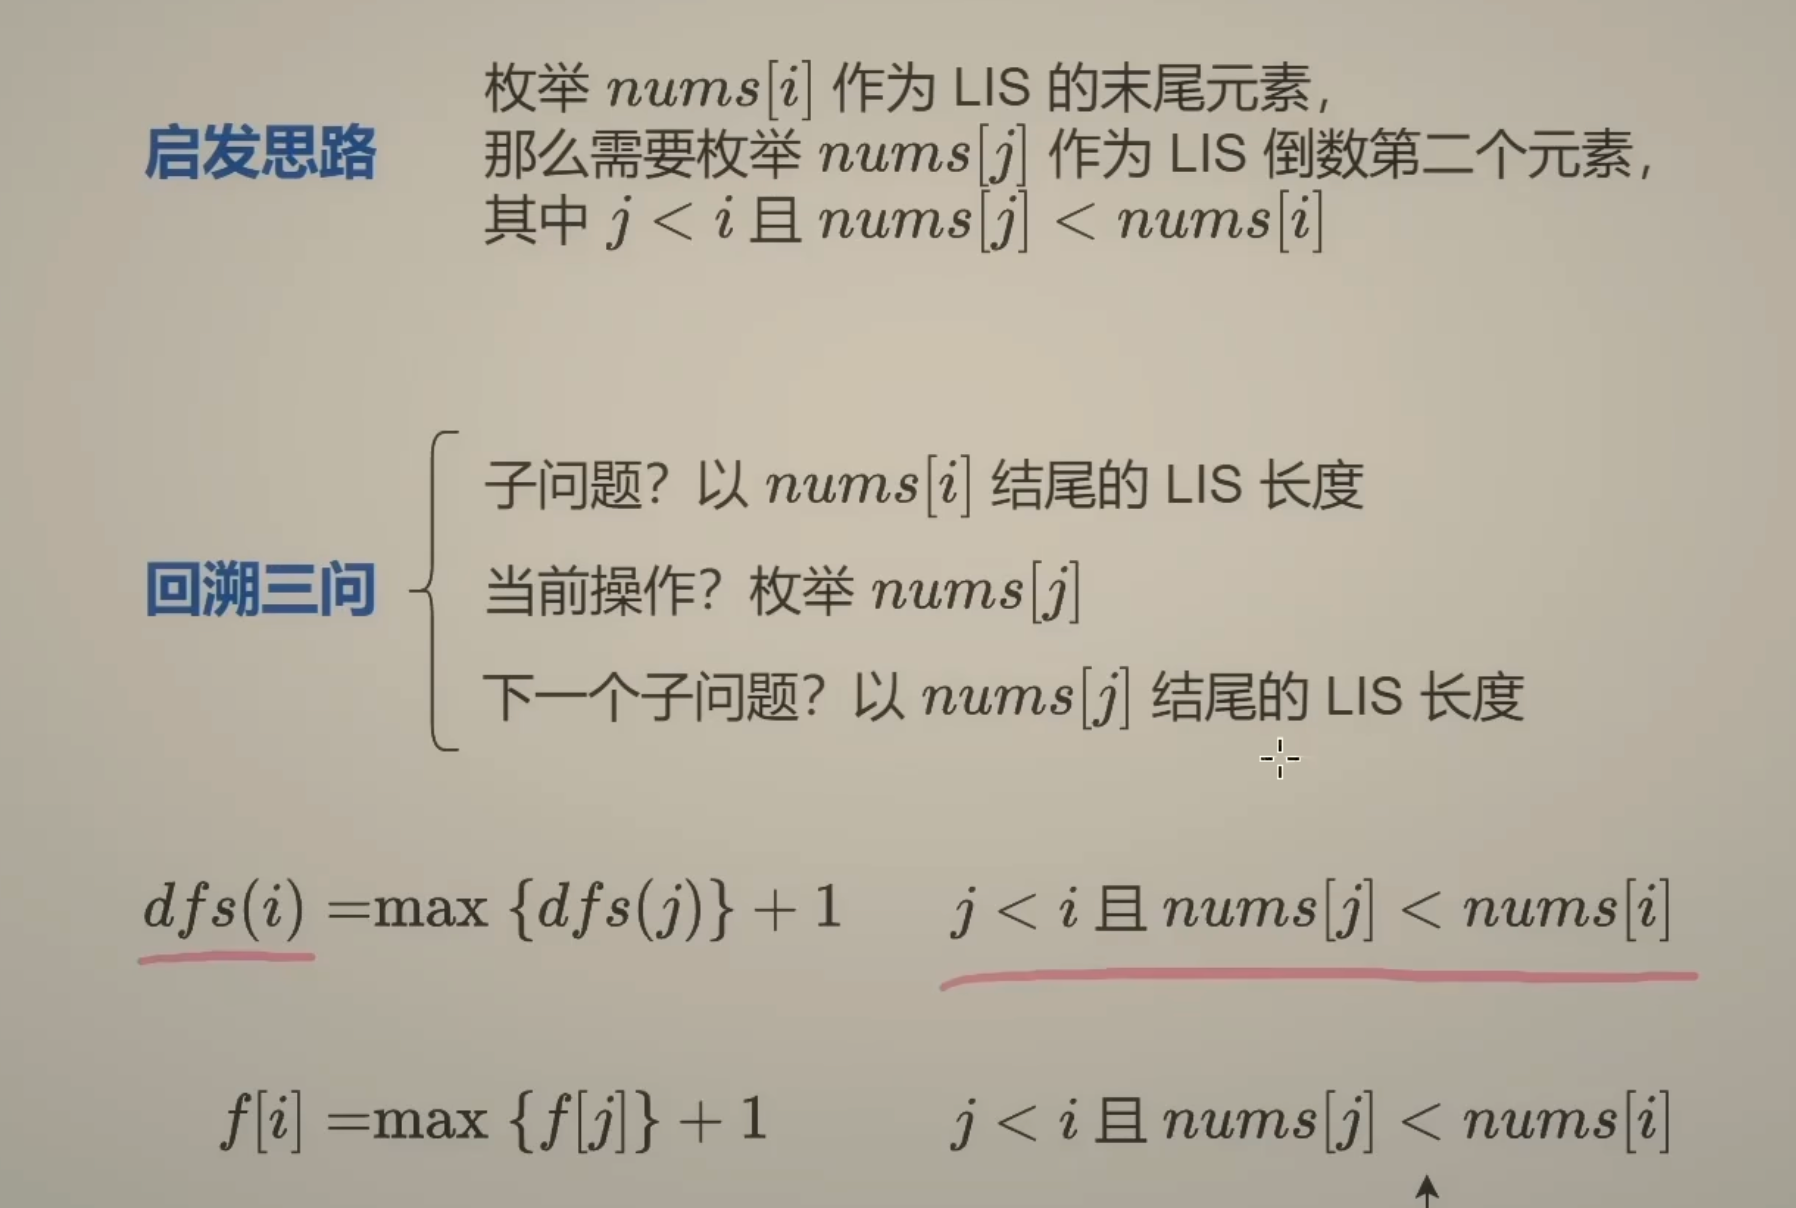 启发思路
枚举 nums[i] 作为 LIS 的末尾元素,
那么需要枚举 nums[j] 作为 LIS 倒数第二个元素,
其中 j < i 且 nums[j] < nums[i]
回溯三问
子问题？以 nums[i] 结尾的 LIS 长度
当前操作？枚举 nums[j]
下一个子问题？以 nums[j] 结尾的 LIS 长度
dfs(i) =max {dfs(j)} + 1 j < i 且 nums[j] < nums[i]
f[i] =max {f[j]} + 1 j < i 且 nums[j] < nums[i]